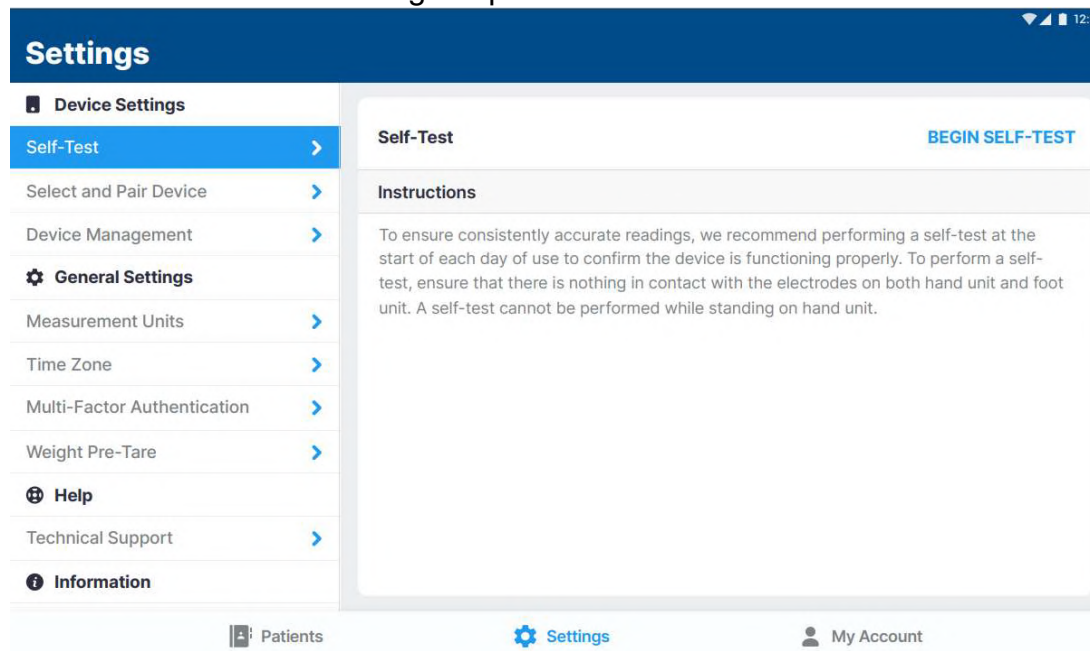 12:
Settings
Device Settings
Self-Test
Select and Pair Device
Device Management
General Settings
Measurement Units
Time Zone
Multi-Factor Authentication
Weight Pre-Tare
Help
Technical Support
Information
Self-Test
BEGIN SELF-TEST
Instructions
To ensure consistently accurate readings, we recommend performing a self-test at the
start of each day of use to confirm the device is functioning properly. To perform a self-
test, ensure that there is nothing in contact with the electrodes on both hand unit and foot
unit. A self-test cannot be performed while standing on hand unit.
Patients
Settings
My Account